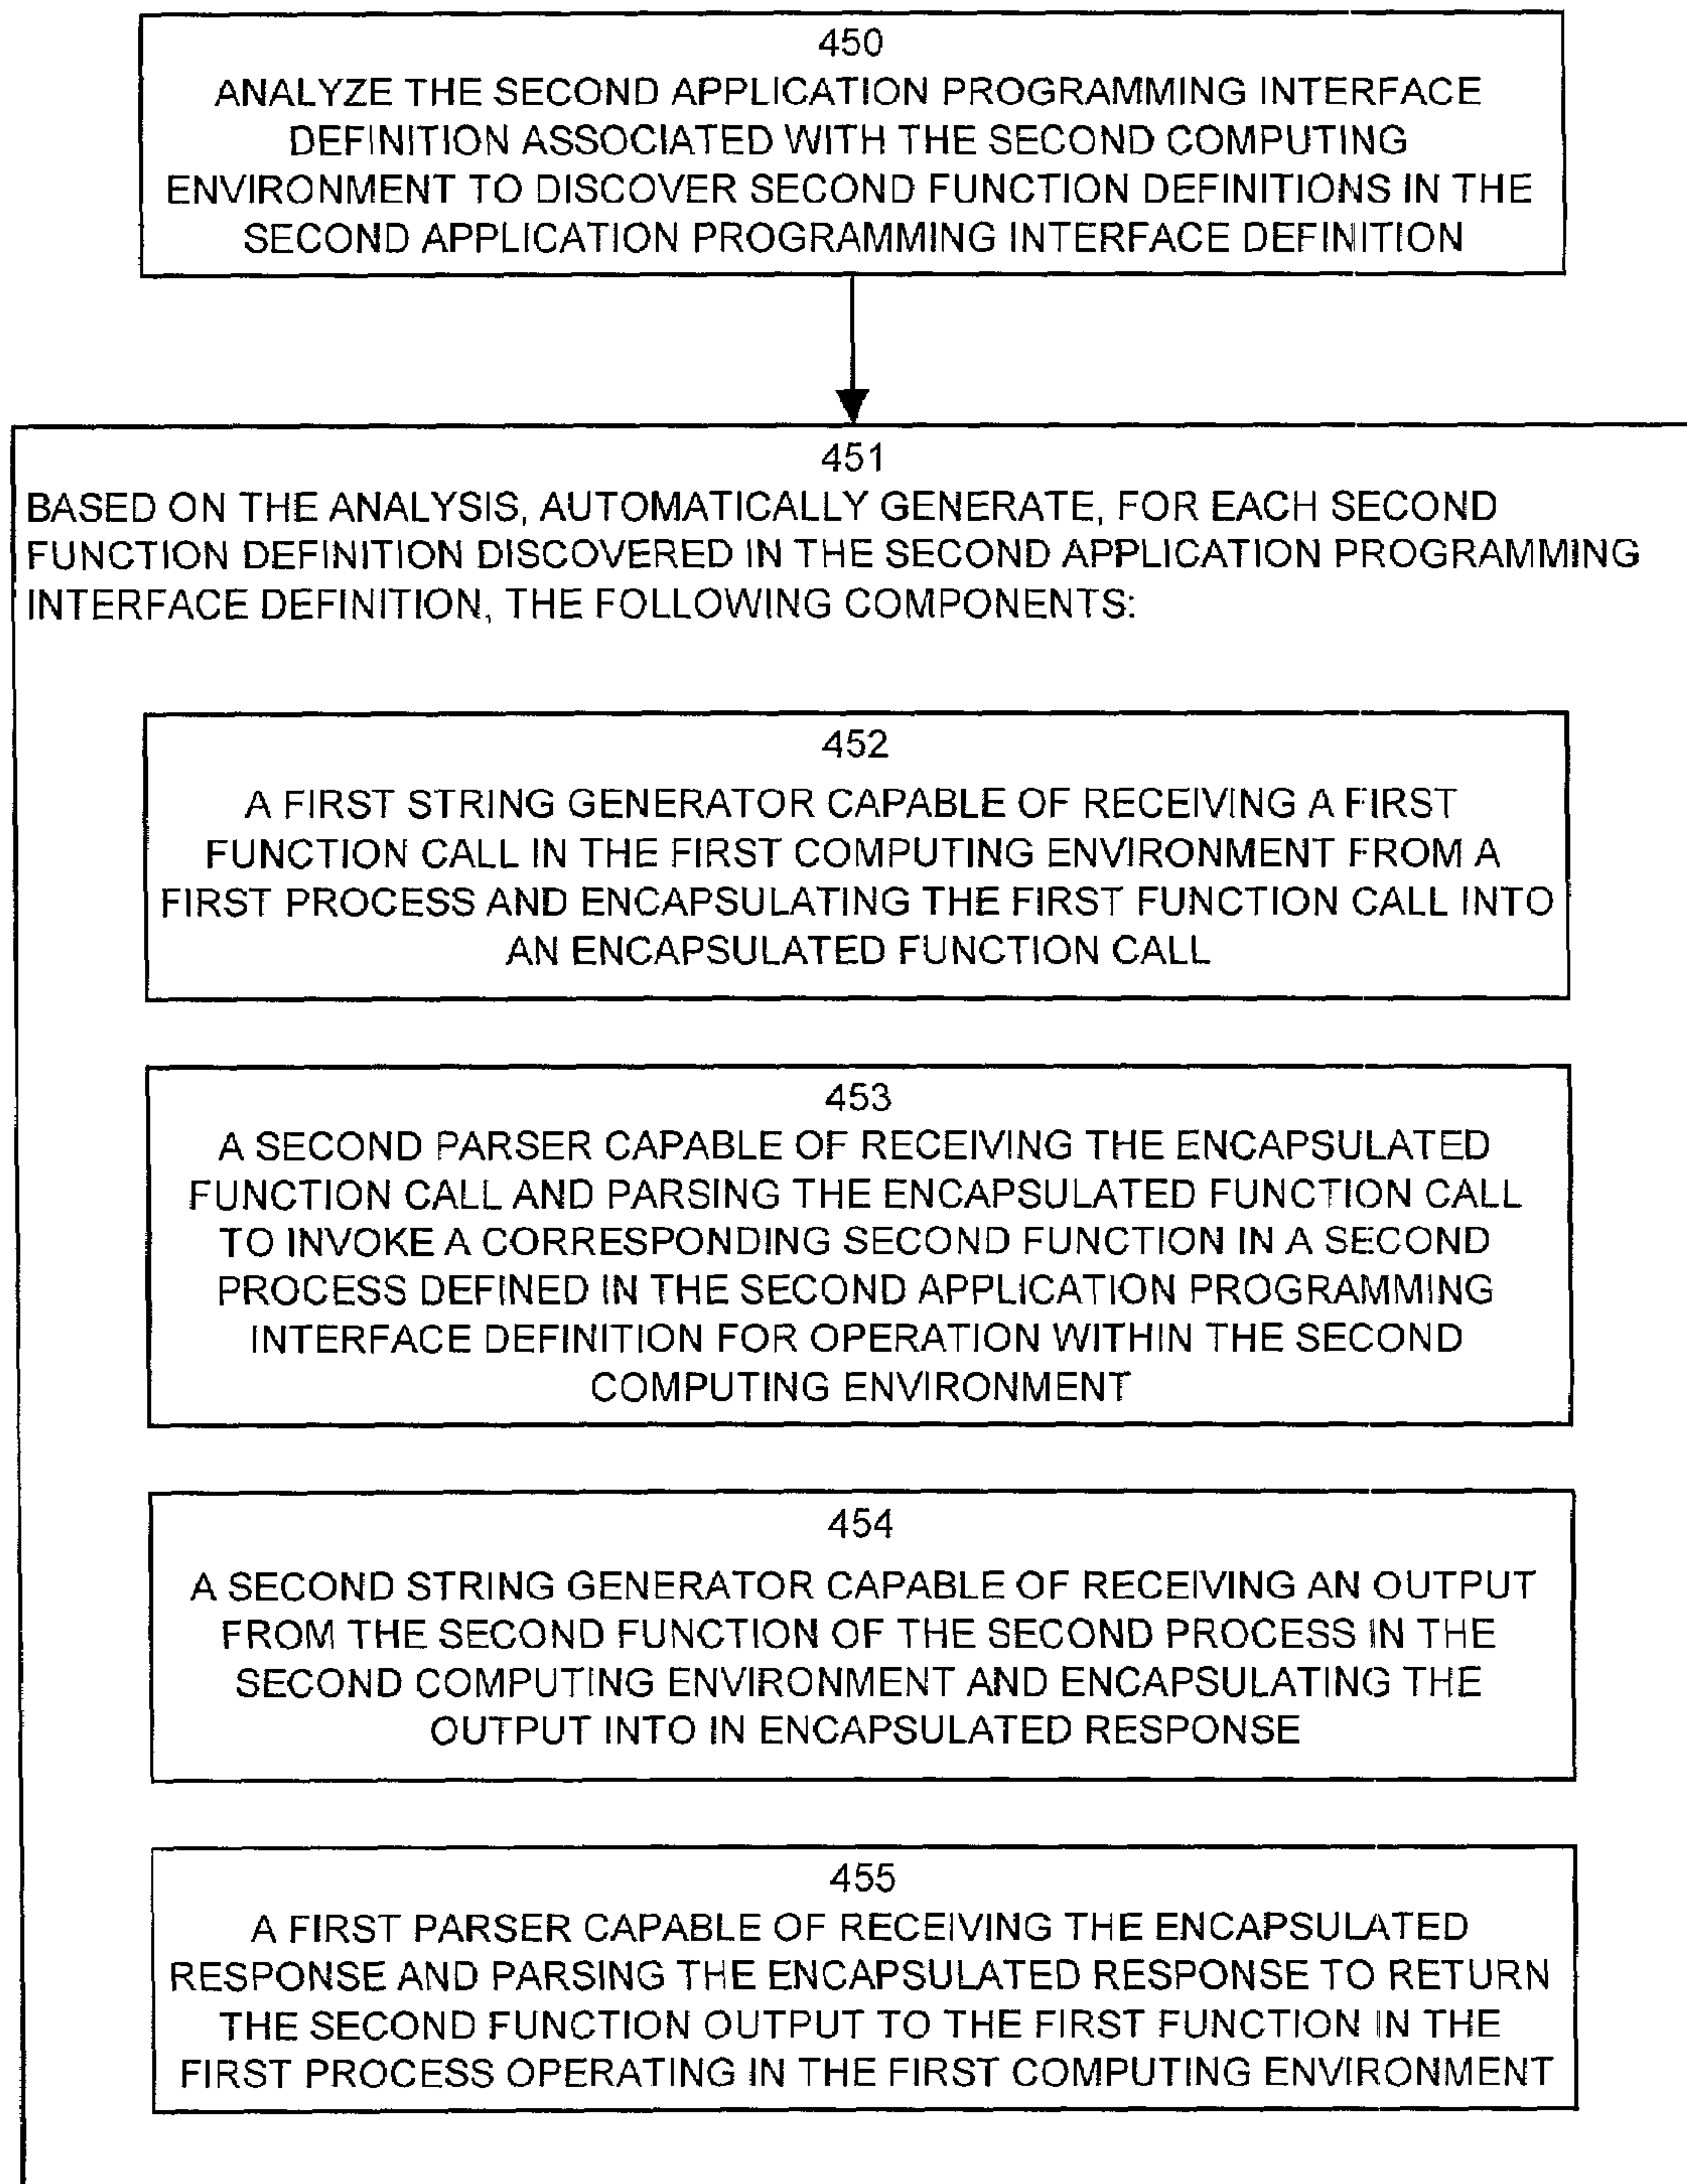 450
ANALYZE THE SECOND APPLICATION PROGRAMMING INTERFACE
DEFINITION ASSOCIATED WITH THE SECOND COMPUTING
ENVIRONMENT TO DISCOVER SECOND FUNCTION DEFINITIONS IN THE
SECOND APPLICATION PROGRAMMING INTERFACE DEFINITION
451
BASED ON THE ANALYSIS, AUTOMATICALLY GENERATE, FOR EACH SECOND
FUNCTION DEFINITION DISCOVERED IN THE SECOND APPLICATION PROGRAMMING
INTERFACE DEFINITION, THE FOLLOWING COMPONENTS:
452
A FIRST STRING GENERATOR CAPABLE OF RECEIVING A FIRST
FUNCTION CALL IN THE FIRST COMPUTING ENVIRONMENT FROM A
FIRST PROCESS AND ENCAPSULATING THE FIRST FUNCTION CALL INTO
AN ENCAPSULATED FUNCTION CALL
453
A SECOND PARSER CAPABLE OF RECEIVING THE ENCAPSULATED
FUNCTION CALL AND PARSING THE ENCAPSULATED FUNCTION CALL
TO INVOKE A CORRESPONDING SECOND FUNCTION IN A SECOND
PROCESS DEFINED IN THE SECOND APPLICATION PROGRAMMING
INTERFACE DEFINITION FOR OPERATION WITHIN THE SECOND
COMPUTING ENVIRONMENT
454
A SECOND STRING GENERATOR CAPABLE OF RECEIVING AN OUTPUT
FROM THE SECOND FUNCTION OF THE SECOND PROCESS IN THE
SECOND COMPUTING ENVIRONMENT AND ENCAPSULATING THE
OUTPUT INTO IN ENCAPSULATED RESPONSE
455
A FIRST PARSER CAPABLE OF RECEIVING THE ENCAPSULATED
RESPONSE AND PARSING THE ENCAPSULATED RESPONSE TO RETURN
THE SECOND FUNCTION OUTPUT TO THE FIRST FUNCTION IN THE
FIRST PROCESS OPERATING IN THE FIRST COMPUTING ENVIRONMENT